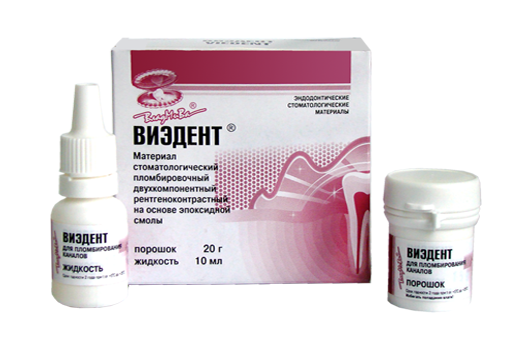 ЭНДОДОНТИЧЕСКИЕ
СТОМАТОЛОГИЧЕСКИЕ
МАТЕРИАЛЫ
ВладМиВа®
ВИЭДЕНТ®
Материал
стоматологический
пломбировочный
двухкомпонентный
рентгеноконтрастный
на основе эпоксидной
смолы
порошок 20 г
жидкость 10 мл
ВИЭДЕНТ
ДЛЯ ПЛОМБИРОВАНИЯ
КАНАЛОВ
ЖИДКОСТЬ
ВИЭДЕНТ
ДЛЯ ПЛОМБИРОВАНИЯ
КАНАЛОВ
ПОРОШОК